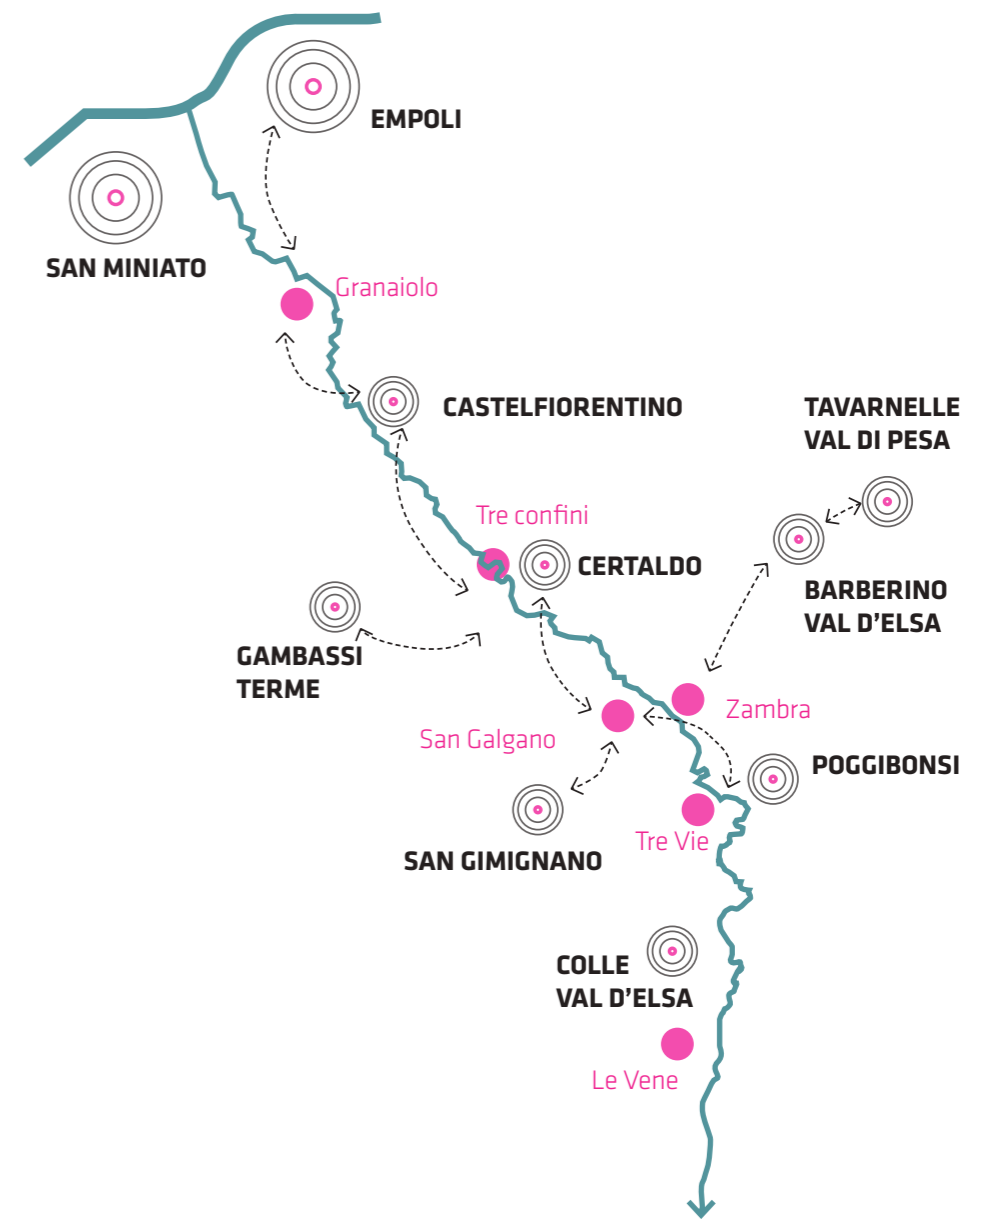 EMPOLI
SAN MINIATO
Granaiolo
CASTELFIORENTINO
TAVARNELLE
VAL DI PESA
Tre confini
CERTALDO
BARBERINO
VAL D'ELSA
GAMBASSI
TERME
Zambra
San Galgano
POGGIBONSI
Tre Vie
SAN GIMIGNANO
COLLE
VAL D'ELSA
Le Vene